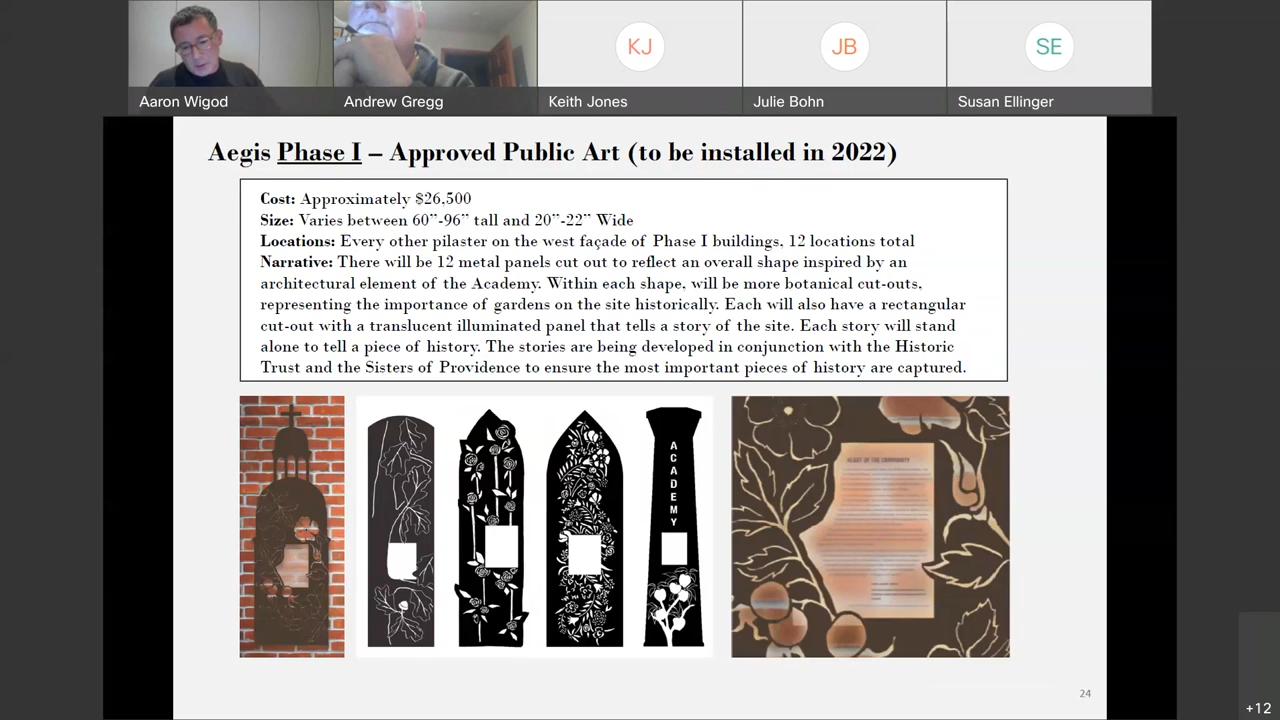 KJ
JB
SE
Aaron Wigod
Andrew Gregg
Keith Jones
Julie Bohn
Susan Ellinger
Aegis Phase I – Approved Public Art (to be installed in 2022)
Cost: Approximately $26,500
Size: Varies between 60”-96” tall and 20”-22” Wide
Locations: Every other pilaster on the west façade of Phase I buildings, 12 locations total
Narrative: There will be 12 metal panels cut out to reflect an overall shape inspired by an
architectural element of the Academy. Within each shape, will be more botanical cut-outs,
representing the importance of gardens on the site historically. Each will also have a rectangular
cut-out with a translucent illuminated panel that tells a story of the site. Each story will stand
alone to tell a piece of history. The stories are being developed in conjunction with the Historic
Trust and the Sisters of Providence to ensure the most important pieces of history are captured.
ACADEMY
HEART OF THE COMMUNITY
24
+12